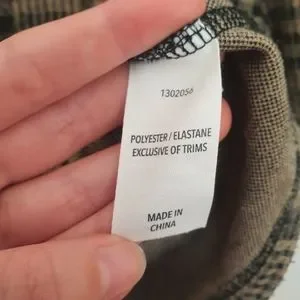 1302056
POLYESTER/ELASTANE
EXCLUSIVE OF TRIMS
MADE IN
CHINA